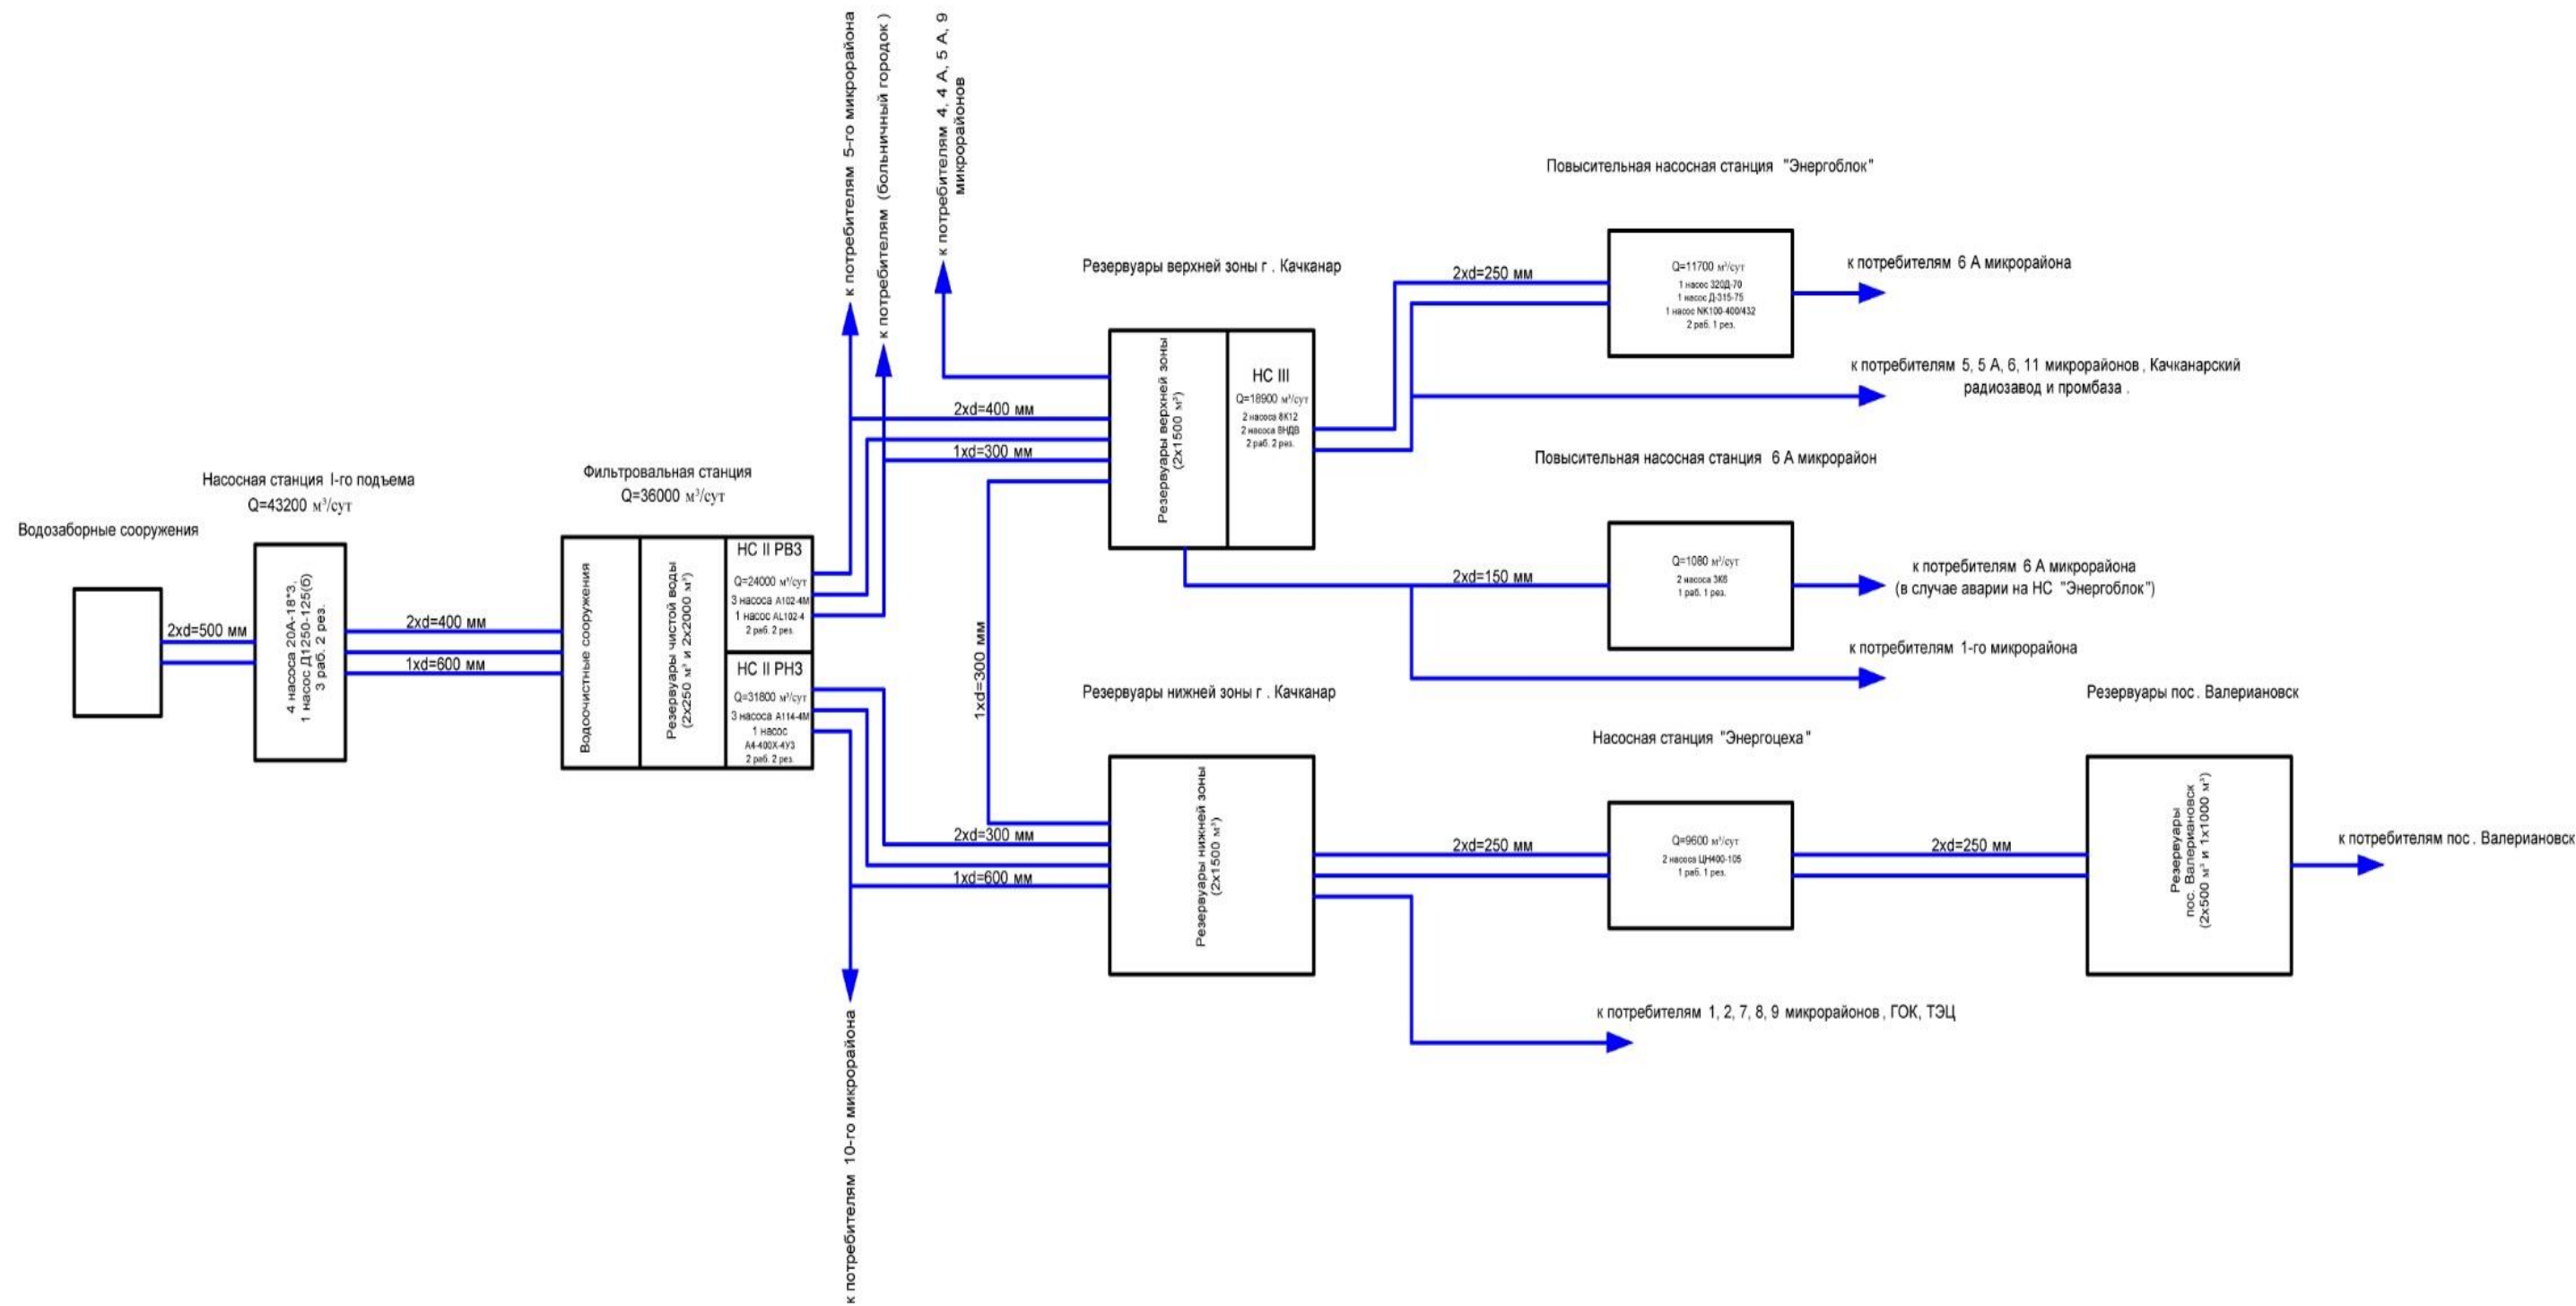 к потребителям 5-го микрорайона
к потребителям (больничный городок )
к потребителям 4, 4 А, 5 А, 9
микрорайонов
Повысительная насосная станция "Энергоблок"
Резервуары верхней зоны г . Качканар
2xd=250 мм
Q=11700 м³/сут
1 насос 320Д-70
1 насос Д-315-75
1 насос NK100-400/432
2 раб. 1 рез.
к потребителям 6 А микрорайона
Резервуары верхней зоны
(2х1500 м³)
НС III
Q=18900 м³/сут
2 насоса 8К12
2 насоса 8НДВ
2 раб. 2 рез.
к потребителям 5, 5 А, 6, 11 микрорайонов , Качканарский
радиозавод и промбаза .
2xd=400 мм
1xd=300 мм
Повысительная насосная станция 6 А микрорайон
Насосная станция I-го подъема
Q=43200 м³/сут
Фильтровальная станция
Q=36000 м³/сут
Водозаборные сооружения
2xd=500 мм
4 насоса 20А-18*3,
1 насос Д1250-125(б)
3 раб. 2 рез.
2xd=400 мм
1xd=600 мм
Водоочистные сооружения
Резервуары чистой воды
(2х250 м³ и 2х2000 м³)
НС II РВЗ
Q=24000 м³/сут
3 насоса А102-4М
1 насос AL102-4
2 раб. 2 рез.
НС II РНЗ
Q=31800 м³/сут
3 насоса А114-4М
1 насос
А4-400Х-4У3
2 раб. 2 рез.
1xd=300 мм
2xd=150 мм
Q=1080 м³/сут
2 насоса 3К6
1 раб. 1 рез.
к потребителям 6 А микрорайона
(в случае аварии на НС "Энергоблок")
к потребителям 1-го микрорайона
Резервуары нижней зоны г . Качканар
Резервуары пос . Валериановск
Насосная станция "Энергоцеха"
2xd=300 мм
1xd=600 мм
Резервуары нижней зоны
(2х1500 м³)
2xd=250 мм
Q=9600 м³/сут
2 насоса ЦН400-105
1 раб. 1 рез.
2xd=250 мм
Резервуары
пос. Валериановск
(2х500 м³ и 1х1000 м³)
к потребителям пос . Валериановск
к потребителям 1, 2, 7, 8, 9 микрорайонов , ГОК, ТЭЦ
к потребителям 10-го микрорайона